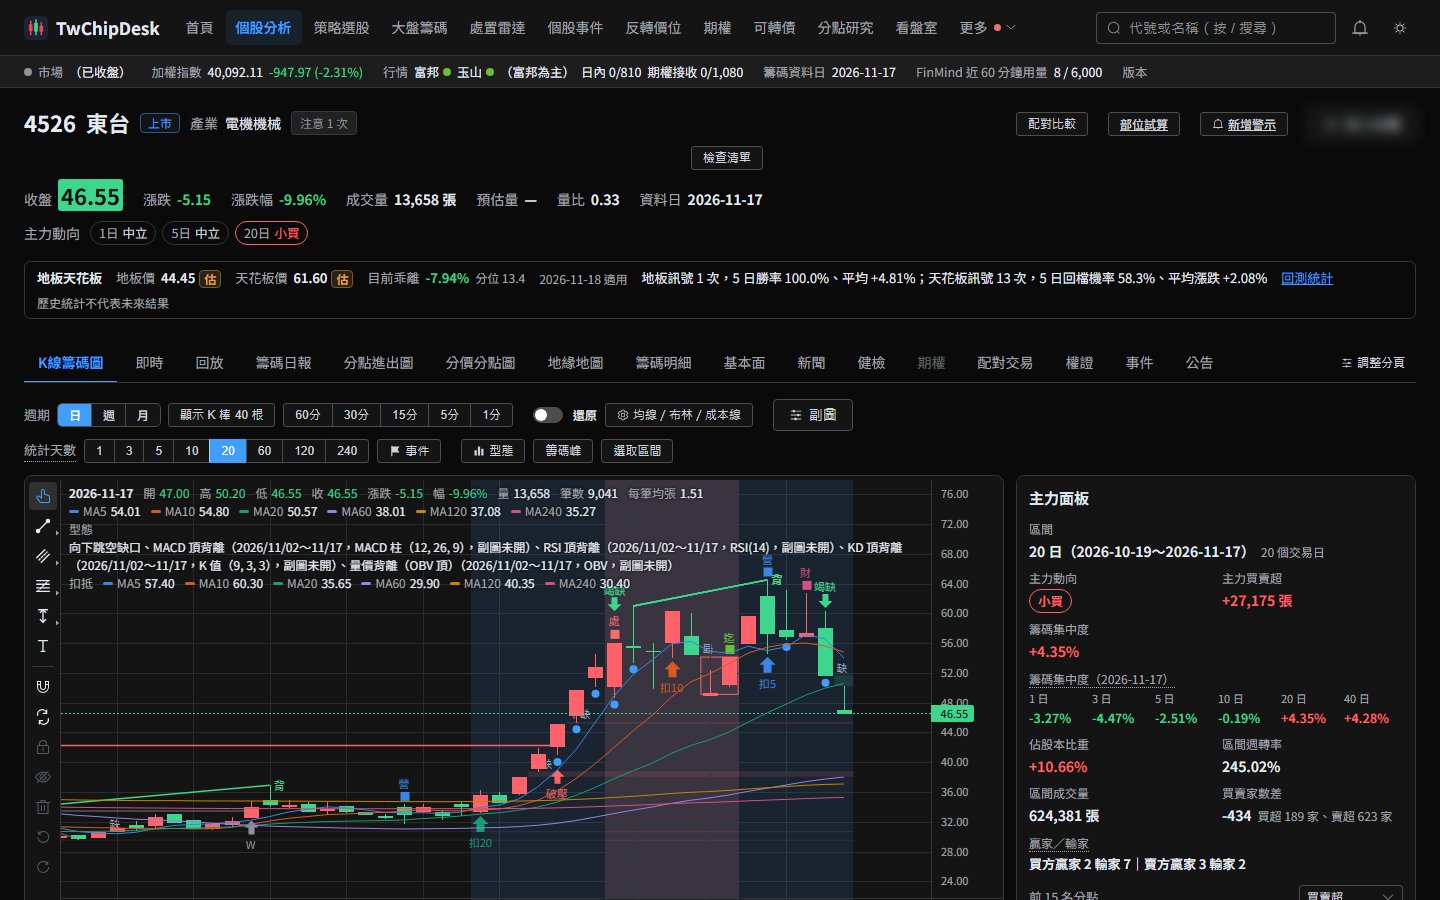 TwChipDesk 首頁 個股分析 策略選股 大盤籌碼 處置雷達 個股事件 反轉價位 期權 可轉債 分點研究 看盤室 更多 代號或名稱（按 / 搜尋）
市場 （已收盤） 加權指數 40,092.11 -947.97 (-2.31%) 行情 富邦 玉山 （富邦為主） 日內 0/810 期權接收 0/1,080 籌碼資料日 2026-11-17 FinMind 近 60 分鐘用量 8 / 6,000 版本
4526 東台 上市 產業 電機機械 注意 1 次 配對比較 部位試算 新增警示
檢查清單
收盤 46.55 漲跌 -5.15 漲跌幅 -9.96% 成交量 13,658 張 預估量 — 量比 0.33 資料日 2026-11-17
主力動向 1日 中立 5日 中立 20日 小買
地板天花板 地板價 44.45 估 天花板價 61.60 估 目前乖離 -7.94% 分位 13.4 2026-11-18 適用 地板訊號 1 次，5 日勝率 100.0%、平均 +4.81%；天花板訊號 13 次，5 日回檔機率 58.3%、平均漲跌 +2.08% 回測統計
歷史統計不代表未來結果
K線籌碼圖 即時 回放 籌碼日報 分點進出圖 分價分點圖 地緣地圖 籌碼明細 基本面 新聞 健檢 期權 配對交易 權證 事件 公告 調整分頁
週期 日 週 月 顯示 K 棒 40 根 60分 30分 15分 5分 1分 還原 均線 / 布林 / 成本線 副圖
統計天數 1 3 5 10 20 60 120 240 事件 型態 籌碼峰 選取區間
2026-11-17 開 47.00 高 50.20 低 46.55 收 46.55 漲跌 -5.15 幅 -9.96% 量 13,658 筆數 9,041 每筆均張 1.51
MA5 54.01 MA10 54.80 MA20 50.57 MA60 38.01 MA120 37.08 MA240 35.27
型態
向下跳空缺口、MACD 頂背離（2026/11/02～11/17，MACD 柱（12, 26, 9），副圖未開）、RSI 頂背離（2026/11/02～11/17，RSI(14)，副圖未開）、KD 頂背離
（2026/11/02～11/17，K 值（9, 3, 3），副圖未開）、量價背離（OBV 頂）（2026/11/02～11/17，OBV，副圖未開）
扣抵 MA5 57.40 MA10 60.30 MA20 35.65 MA60 29.90 MA120 40.35 MA240 30.40
76.00
72.00
68.00
64.00
60.00
56.00
52.00
48.00
46.55
44.00
40.00
36.00
32.00
28.00
24.00
營 背 財 竭缺
竭缺
處
迄
扣10 扣5
缺
缺
破壓
背 營
缺
W 扣20
主力面板
區間
20 日（2026-10-19～2026-11-17） 20 個交易日
主力動向 主力買賣超
小買 +27,175 張
籌碼集中度
+4.35%
籌碼集中度（2026-11-17）
1 日 3 日 5 日 10 日 20 日 40 日
-3.27% -4.47% -2.51% -0.19% +4.35% +4.28%
佔股本比重 區間週轉率
+10.66% 245.02%
區間成交量 買賣家數差
624,381 張 -434 買超 189 家、賣超 623 家
贏家／輸家
買方贏家 2 輸家 7｜賣方贏家 3 輸家 2
前 15 名分點 買賣超